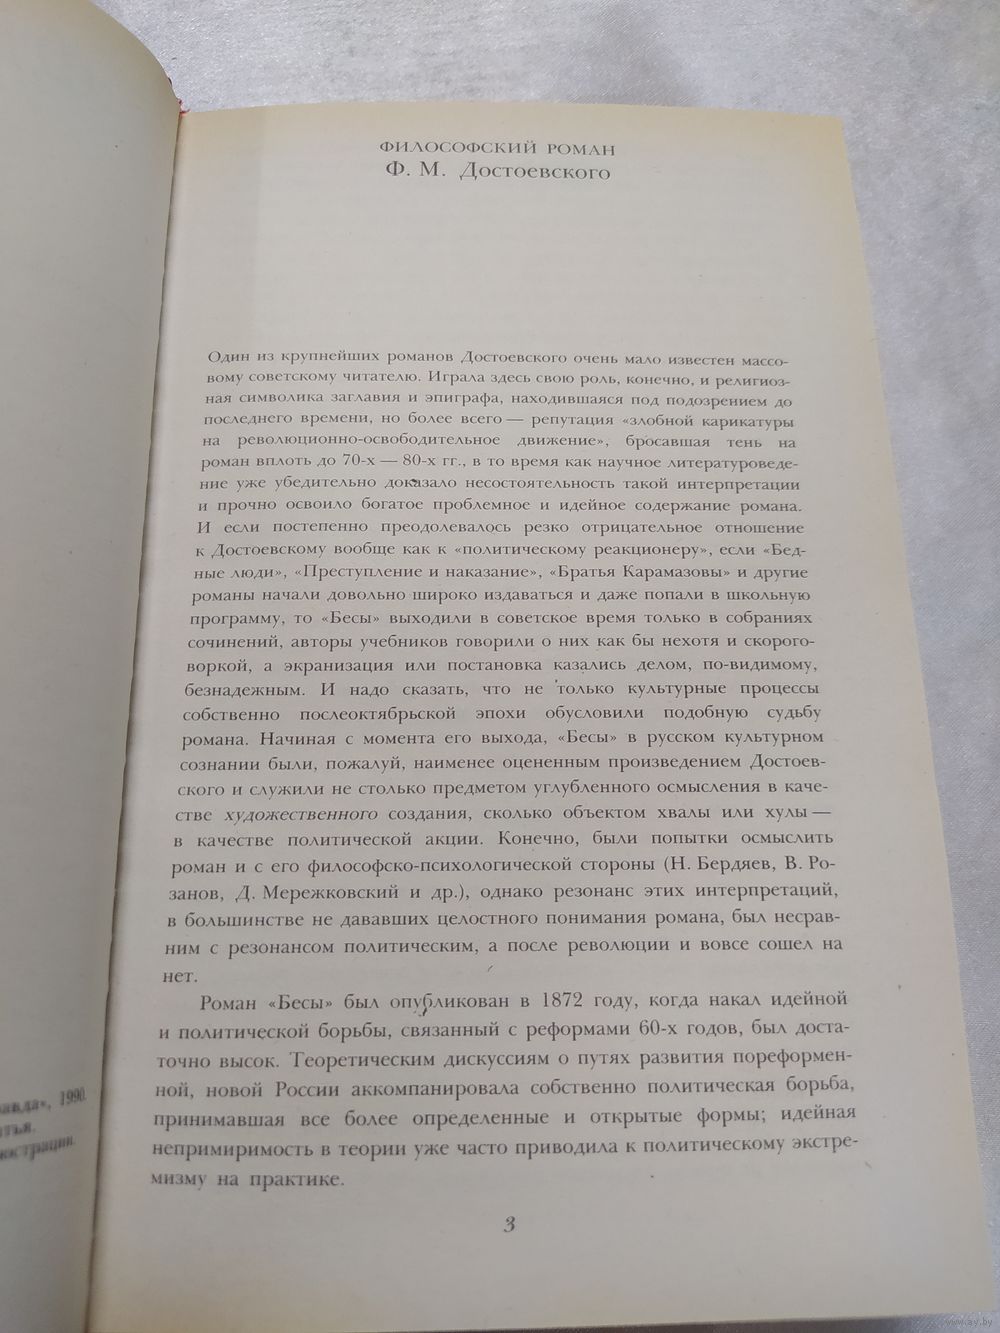 ФИЛОСОФСКИЙ РОМАН
Ф. М. Достоевского
Один из крупнейших романов Достоевского очень мало известен массо-
вому советскому читателю. Играла здесь свою роль, конечно, и религиоз-
ная символика заглавия и эпиграфа, находившаяся под подозрением до
последнего времени, но более всего — репутация «злобной карикатуры
на революционно-освободительное движение», бросавшая тень на
роман вплоть до 70-х — 80-х гг., в то время как научное литературоведе-
ние уже убедительно доказало несостоятельность такой интерпретации
и прочно освоило богатое проблемное и идейное содержание романа.
И если постепенно преодолевалось резко отрицательное отношение
к Достоевскому вообще как к «политическому реакционеру», если «Бед-
ные люди», «Преступление и наказание», «Братья Карамазовы» и другие
романы начали довольно широко издаваться и даже попали в школьную
программу, то «Бесы» выходили в советское время только в собраниях
сочинений, авторы учебников говорили о них как бы нехотя и скорого-
воркой, а экранизация или постановка казались делом, по-видимому,
безнадежным. И надо сказать, что не только культурные процессы
собственно послеоктябрьской эпохи обусловили подобную судьбу
романа. Начиная с момента его выхода, «Бесы» в русском культурном
сознании были, пожалуй, наименее оцененным произведением Достоев-
ского и служили не столько предметом углубленного осмысления в каче-
стве художественного создания, сколько объектом хвалы или хулы —
в качестве политической акции. Конечно, были попытки осмыслить
роман и с его философско-психологической стороны (Н. Бердяев, В. Ро-
занов, Д. Мережковский и др.), однако резонанс этих интерпретаций,
в большинстве не дававших целостного понимания романа, был несрав-
ним с резонансом политическим, а после революции и вовсе сошел на
нет.
Роман «Бесы» был опубликован в 1872 году, когда накал идейной
и политической борьбы, связанный с реформами 60-х годов, был доста-
точно высок. Теоретическим дискуссиям о путях развития пореформен-
ной, новой России аккомпанировала собственно политическая борьба,
принимавшая все более определенные и открытые формы; идейная
непримиримость в теории уже часто приводила к политическому экстре-
мизму на практике.
3
авда», 1990.
атья.
юстрации.
www.ay.by